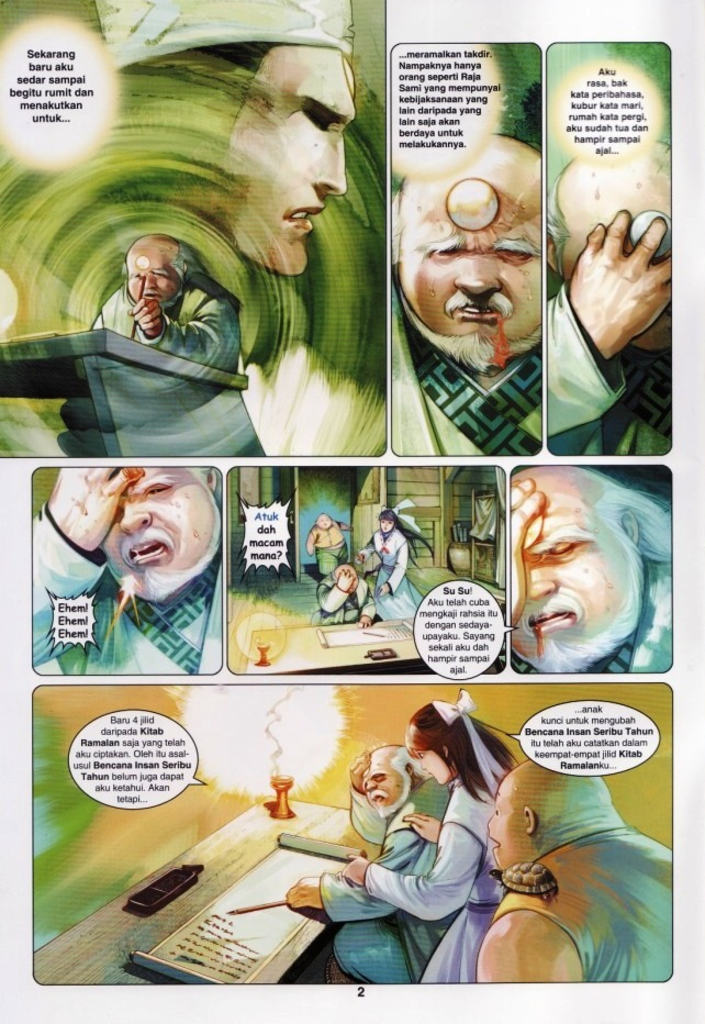 Sekarang
baru aku
sedar sampai
begitu rumit dan
menakutkan
untuk...
...meramalkan takdir.
Nampaknya hanya
orang seperti Raja
Sami yang mempunyai
kebijaksanaan yang
lain daripada yang
lain saja akan
berdaya untuk
melakukannya.
Aku
rasa, bak
kata peribahasa,
kubur kata mari,
rumah kata pergi,
aku sudah tua dan
hampir sampai
ajal...
Ehem!
Ehem!
Ehem!
Atuk
dah
macam
mana?
Su Su!
Aku telah cuba
mengkaji rahsia itu
dengan sedaya-
upayaku. Sayang
sekali aku dah
hampir sampai
ajal!
Baru 4 jilid
daripada Kitab
Ramalan saja yang telah
aku ciptakan. Oleh itu asal-
usul Bencana Insan Seribu
Tahun belum juga dapat
aku ketahui. Akan
tetapi...
...anak
kunci untuk mengubah
Bencana Insan Seribu Tahun
itu telah aku catatkan dalam
keempat-empat jilid Kitab
Ramalanku...
2